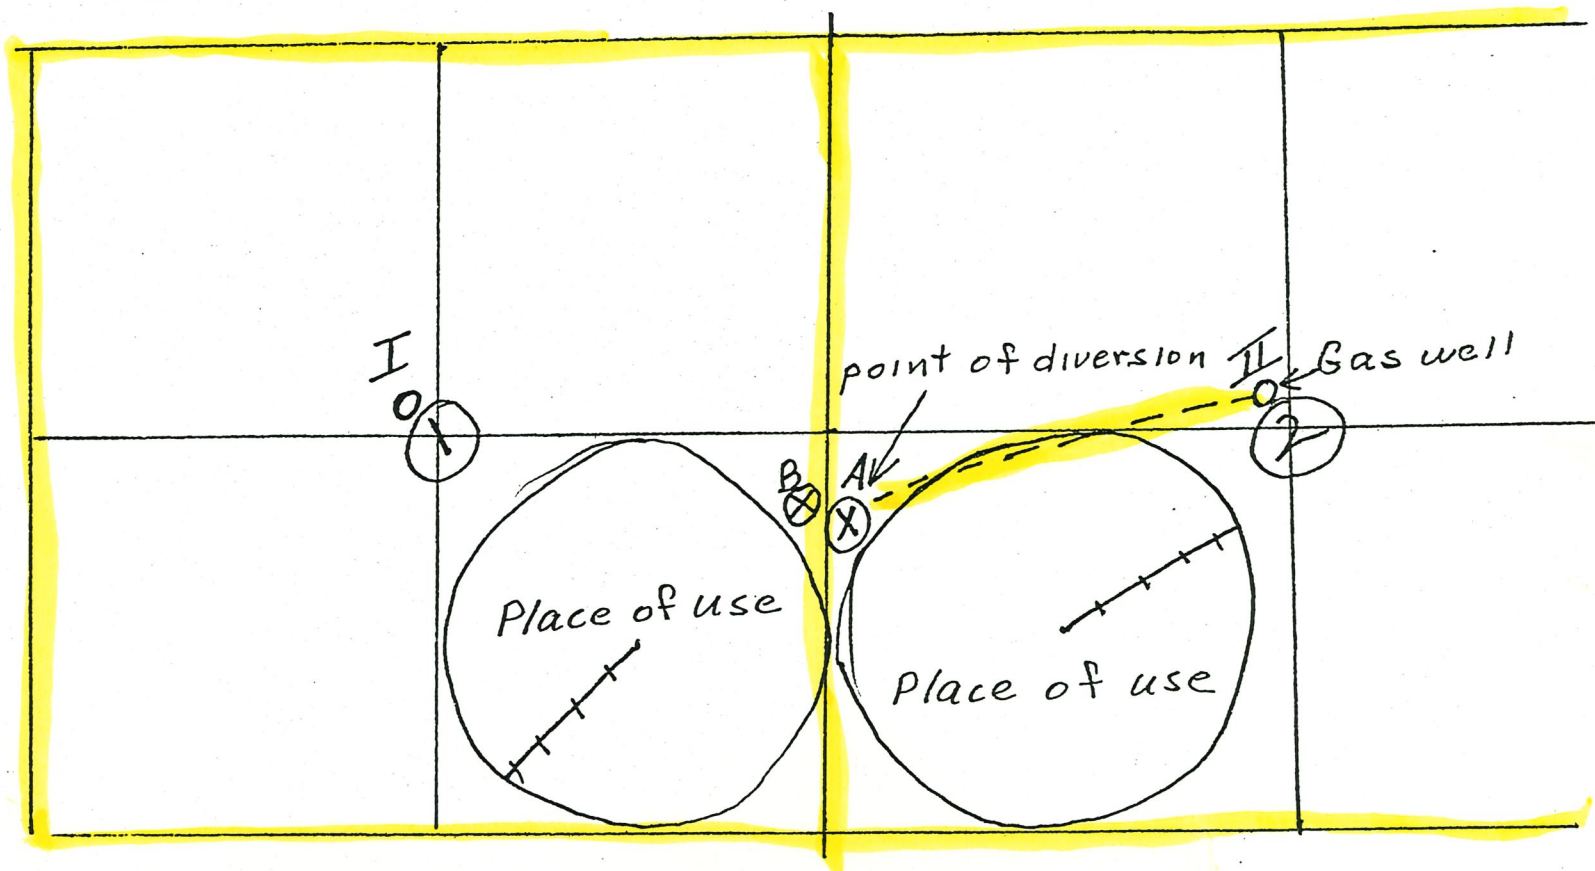 I
point of diversion
II
Gas well
1
2
B
A
X
X
Place of use
Place of use